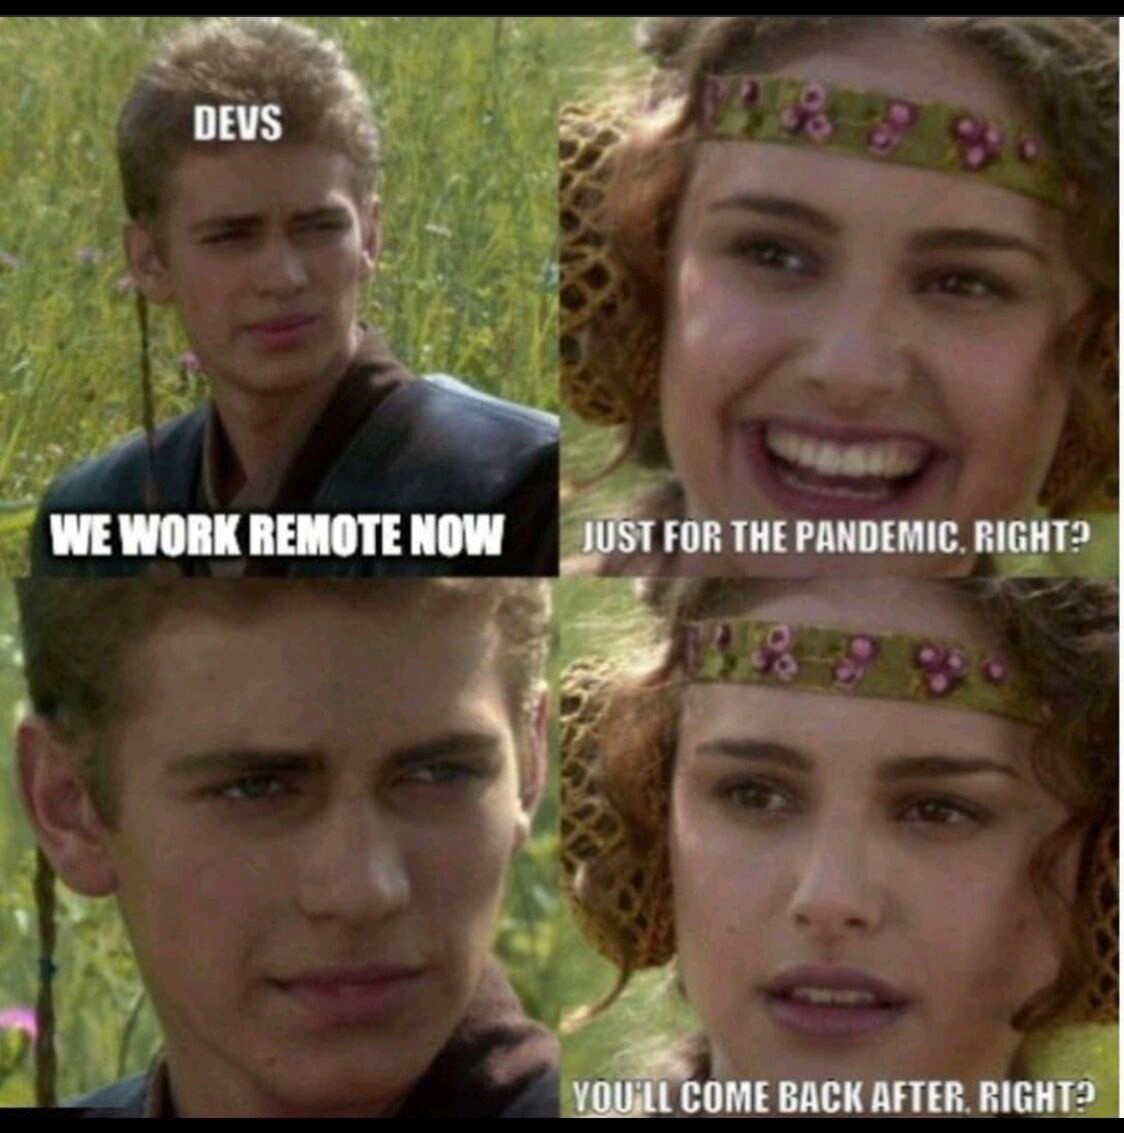 DEVS
WE WORK REMOTE NOW
JUST FOR THE PANDEMIC, RIGHT?
YOU'LL COME BACK AFTER, RIGHT?